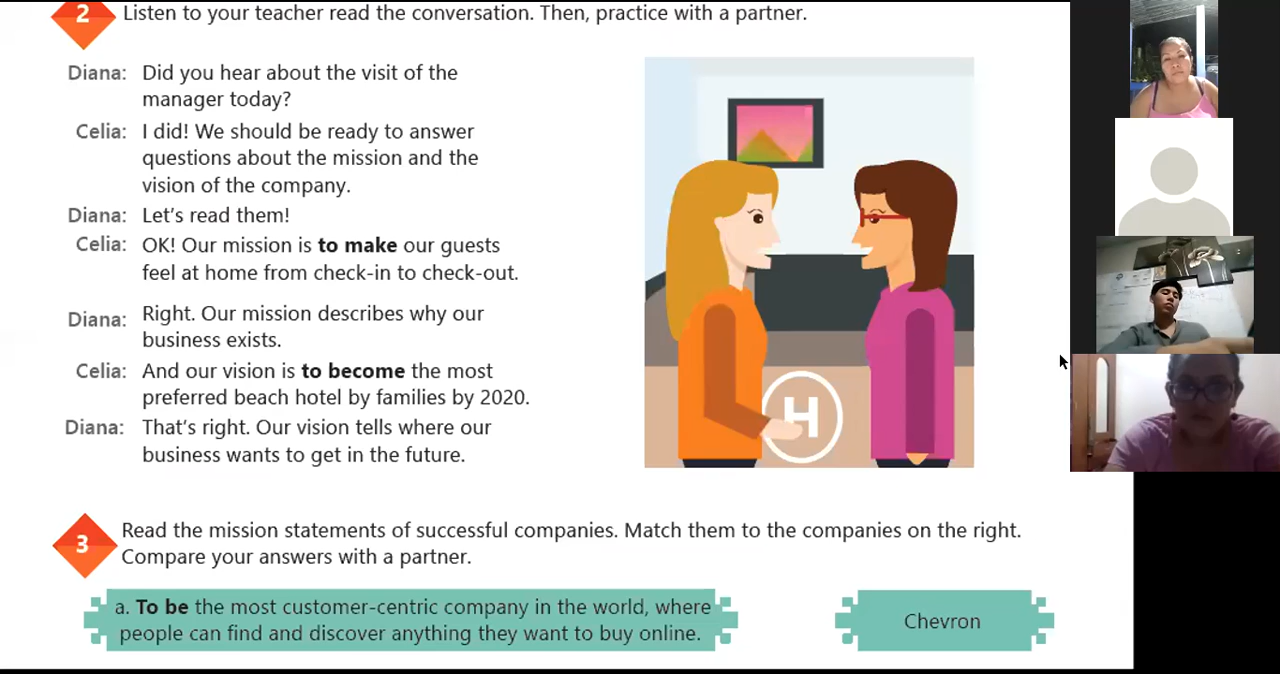 2 Listen to your teacher read the conversation. Then, practice with a partner.
Diana: Did you hear about the visit of the
manager today?
Celia: I did! We should be ready to answer
questions about the mission and the
vision of the company.
Diana: Let's read them!
Celia: OK! Our mission is to make our guests
feel at home from check-in to check-out.
Diana: Right. Our mission describes why our
business exists.
Celia: And our vision is to become the most
preferred beach hotel by families by 2020.
Diana: That's right. Our vision tells where our
business wants to get in the future.
H
3 Read the mission statements of successful companies. Match them to the companies on the right.
Compare your answers with a partner.
a. To be the most customer-centric company in the world, where
people can find and discover anything they want to buy online.
Chevron